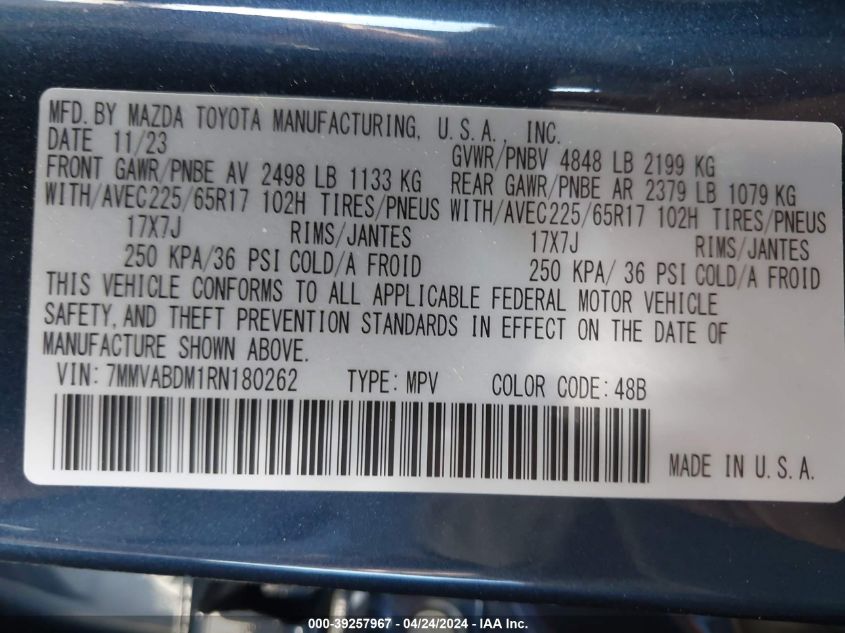 MFD. BY MAZDA TOYOTA MANUFACTURING, U.S.A., INC.
DATE 11/23
GVWR/PNBV 4848 LB 2199 KG
FRONT GAWR/PNBE AV 2498 LB 1133 KG
REAR GAWR/PNBE AR 2379 LB 1079 KG
WITH/AVEC225/65R17 102H TIRES/PNEUS WITH/AVEC225/65R17 102H TIRES/PNEUS
17X7J RIMS/JANTES 17X7J RIMS/JANTES
250 KPA/36 PSI COLD/A FROID 250 KPA/ 36 PSI COLD/A FROID
THIS VEHICLE CONFORMS TO ALL APPLICABLE FEDERAL MOTOR VEHICLE
SAFETY, AND THEFT PREVENTION STANDARDS IN EFFECT ON THE DATE OF
MANUFACTURE SHOWN ABOVE.
VIN: 7MMVABDM1RN180262 TYPE: MPV COLOR CODE: 48B
MADE IN U.S.A.
000-39257967 - 04/24/2024 - IAAI.com